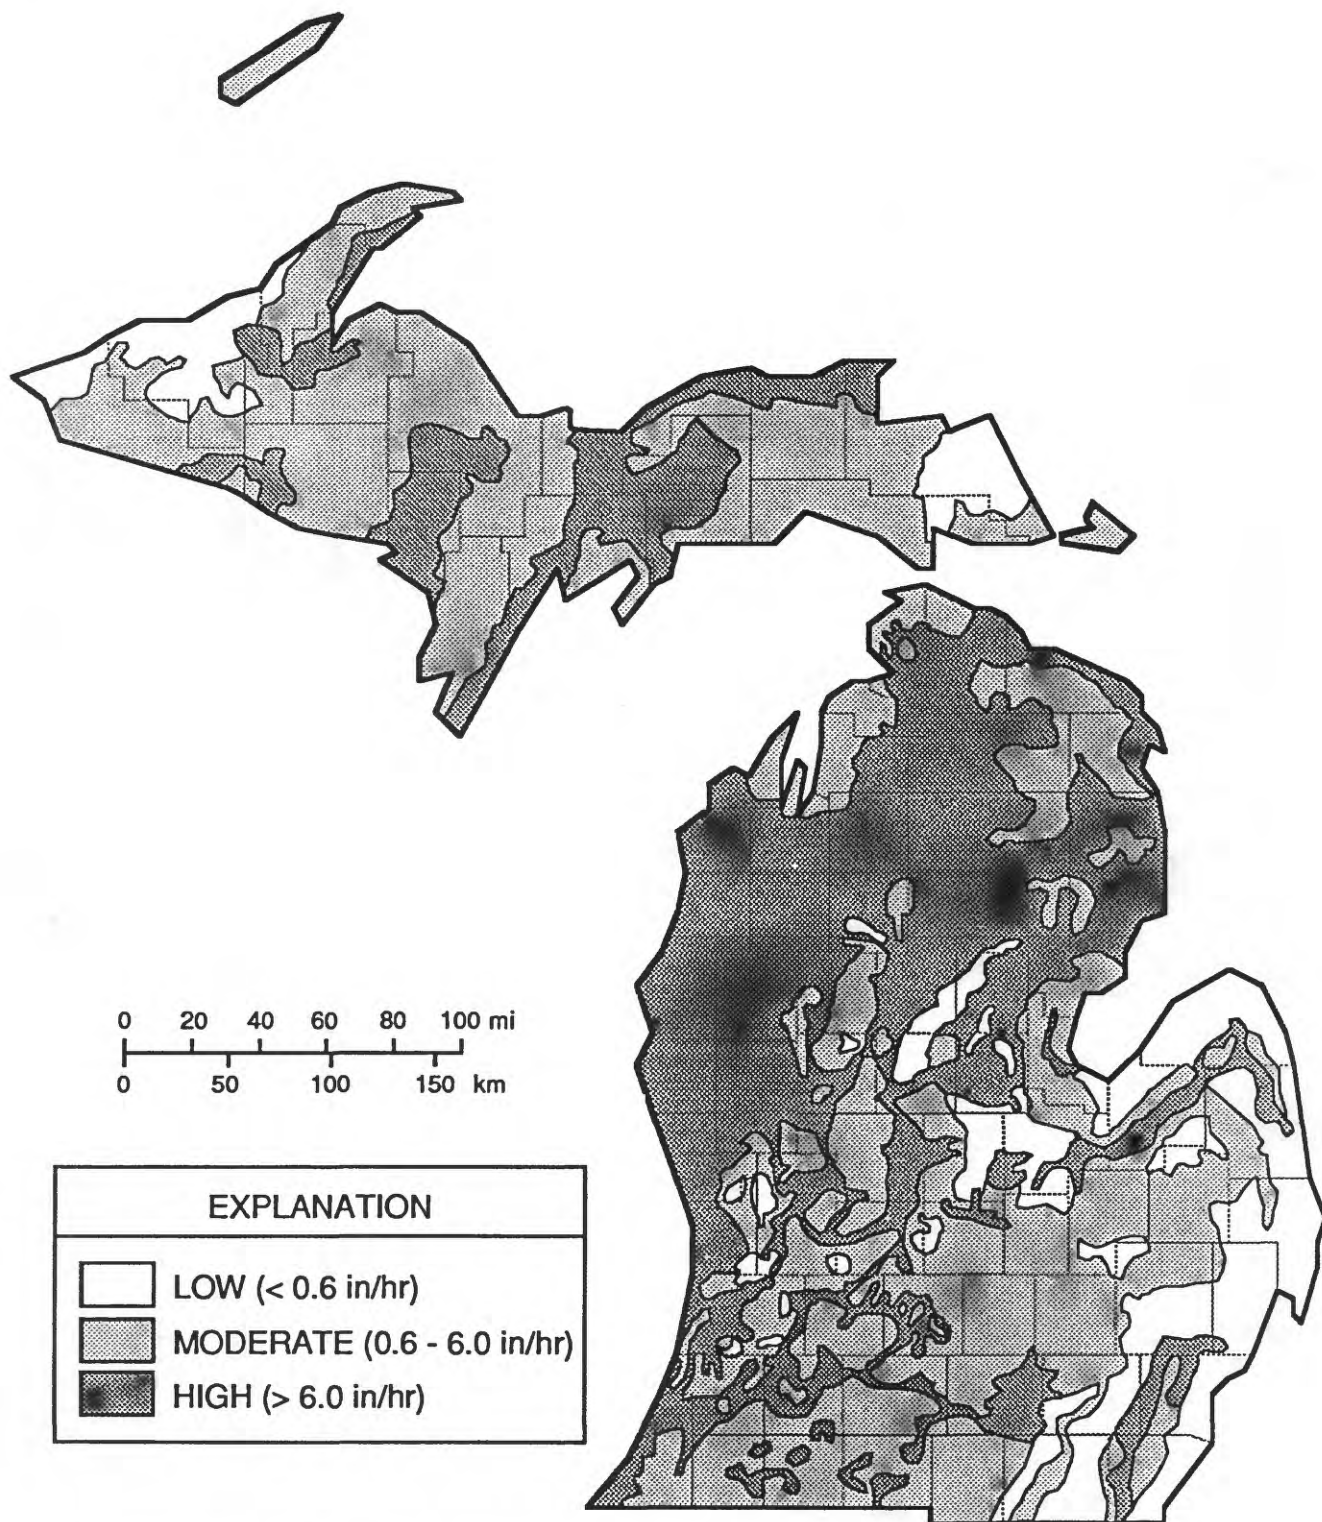 0 20 40 60 80 100 mi
0 50 100 150 km
EXPLANATION
LOW (< 0.6 in/hr)
MODERATE (0.6 - 6.0 in/hr)
HIGH (> 6.0 in/hr)